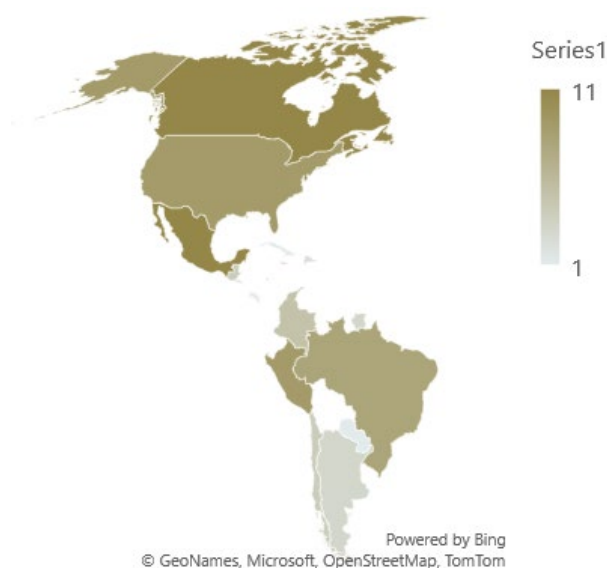 Series1
11
1
Powered by Bing
© GeoNames, Microsoft, OpenStreetMap, TomTom